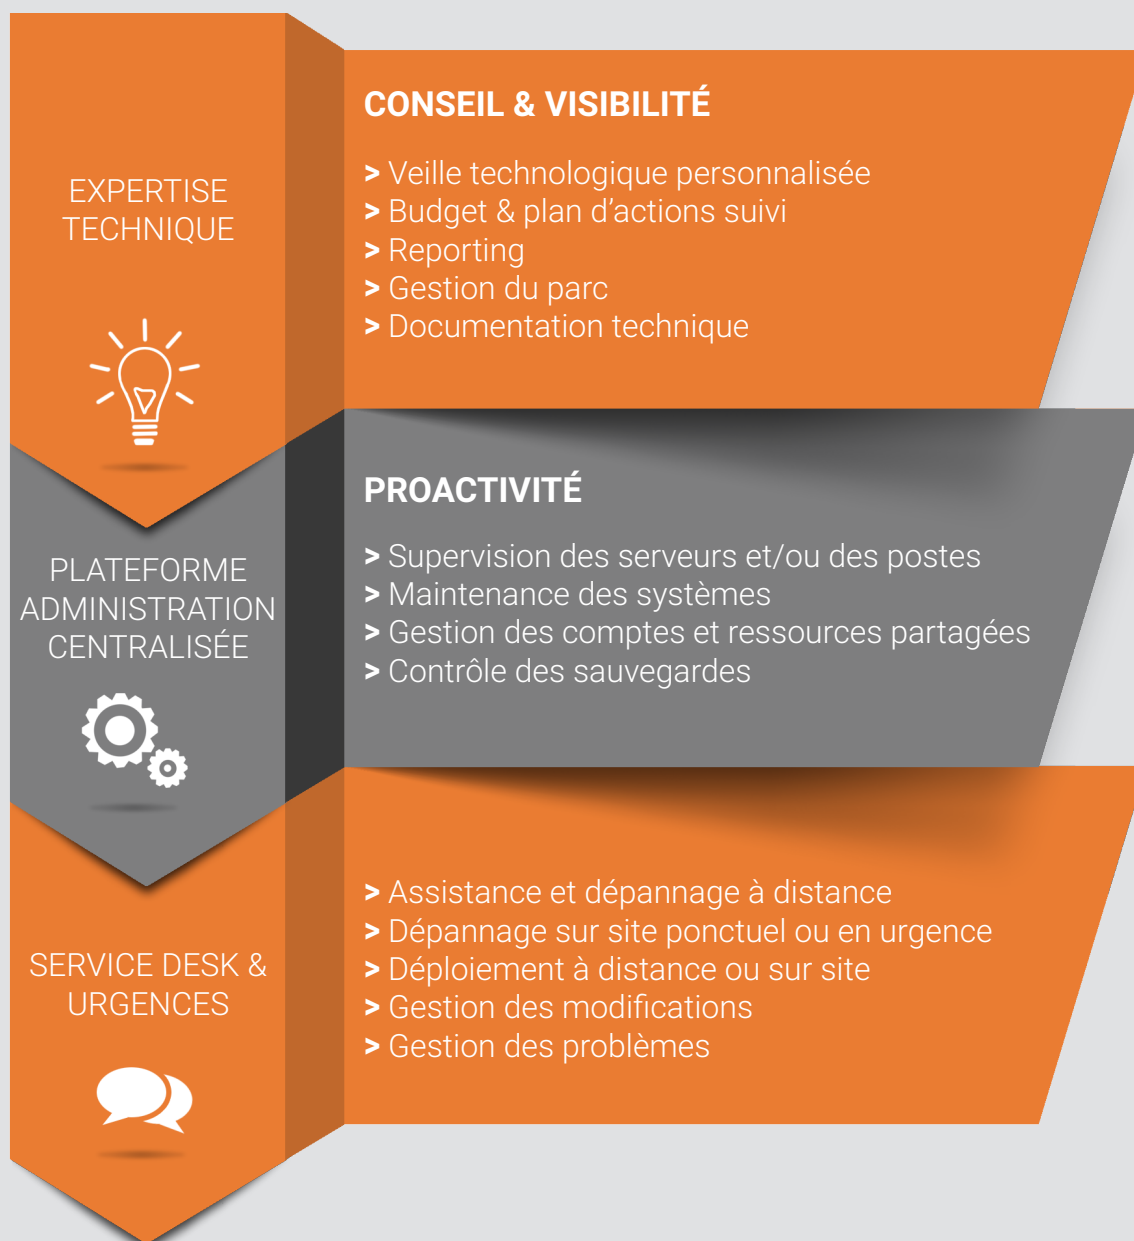 EXPERTISE
TECHNIQUE
CONSEIL & VISIBILITÉ
> Veille technologique personnalisée
> Budget & plan d’actions suivi
> Reporting
> Gestion du parc
> Documentation technique
PLATEFORME
ADMINISTRATION
CENTRALISÉE
PROACTIVITÉ
> Supervision des serveurs et/ou des postes
> Maintenance des systèmes
> Gestion des comptes et ressources partagées
> Contrôle des sauvegardes
SERVICE DESK &
URGENCES
> Assistance et dépannage à distance
> Dépannage sur site ponctuel ou en urgence
> Déploiement à distance ou sur site
> Gestion des modifications
> Gestion des problèmes